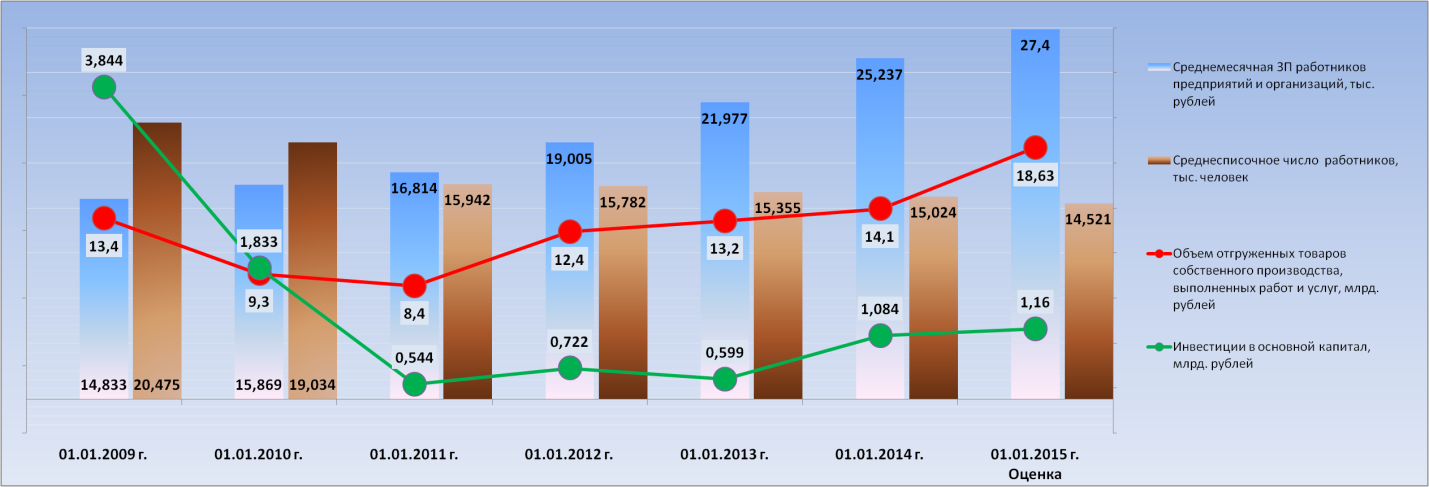 3,844
13,4
14,833
20,475
1,833
9,3
15,869
19,034
16,814
15,942
8,4
0,544
19,005
15,782
12,4
0,722
21,977
15,355
13,2
0,599
25,237
15,024
14,1
1,084
27,4
14,521
18,63
1,16
01.01.2009 г.
01.01.2010 г.
01.01.2011 г.
01.01.2012 г.
01.01.2013 г.
01.01.2014 г.
01.01.2015 г.
Оценка
Среднемесячная ЗП работников
предприятий и организаций, тыс.
рублей
Среднесписочное число работников,
тыс. человек
Объем отгруженных товаров
собственного производства,
выполненных работ и услуг, млрд.
рублей
Инвестиции в основной капитал,
млрд. рублей